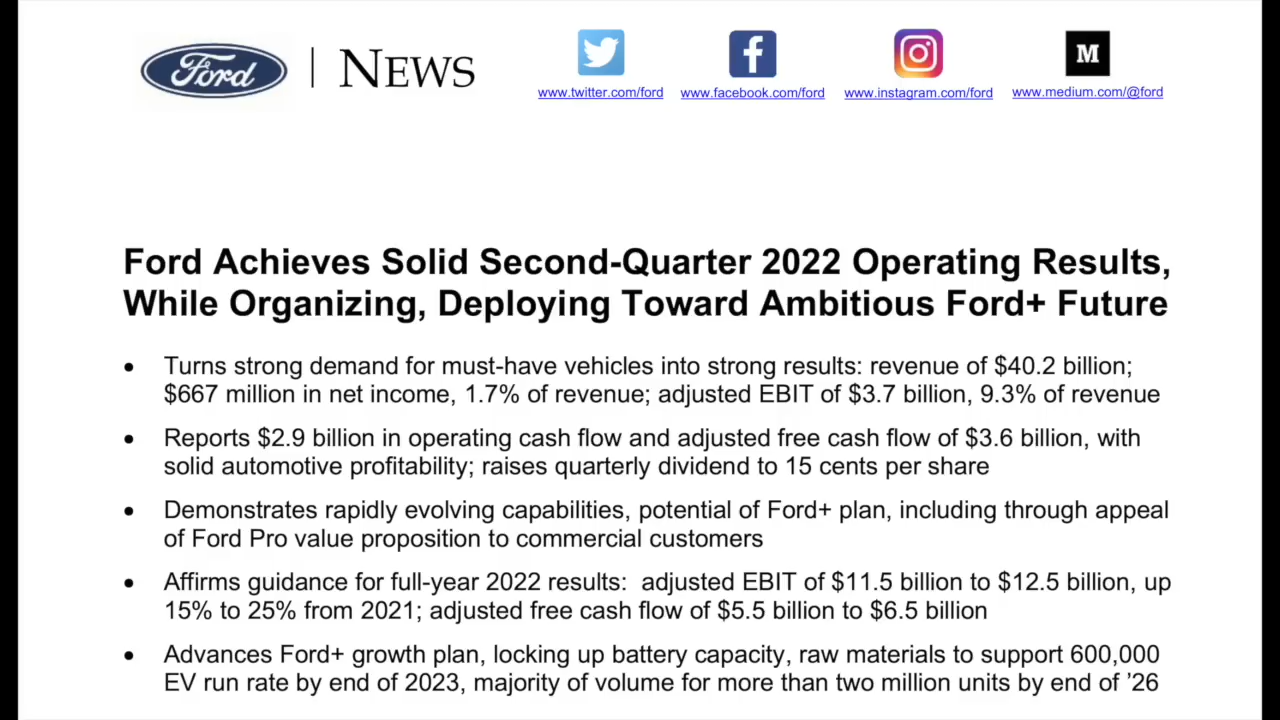 Ford | NEWS
M
www.twitter.com/ford www.facebook.com/ford www.instagram.com/ford www.medium.com/@ford
Ford Achieves Solid Second-Quarter 2022 Operating Results,
While Organizing, Deploying Toward Ambitious Ford+ Future
• Turns strong demand for must-have vehicles into strong results: revenue of $40.2 billion;
$667 million in net income, 1.7% of revenue; adjusted EBIT of $3.7 billion, 9.3% of revenue
• Reports $2.9 billion in operating cash flow and adjusted free cash flow of $3.6 billion, with
solid automotive profitability; raises quarterly dividend to 15 cents per share
• Demonstrates rapidly evolving capabilities, potential of Ford+ plan, including through appeal
of Ford Pro value proposition to commercial customers
• Affirms guidance for full-year 2022 results:  adjusted EBIT of $11.5 billion to $12.5 billion, up
15% to 25% from 2021; adjusted free cash flow of $5.5 billion to $6.5 billion
• Advances Ford+ growth plan, locking up battery capacity, raw materials to support 600,000
EV run rate by end of 2023, majority of volume for more than two million units by end of ’26